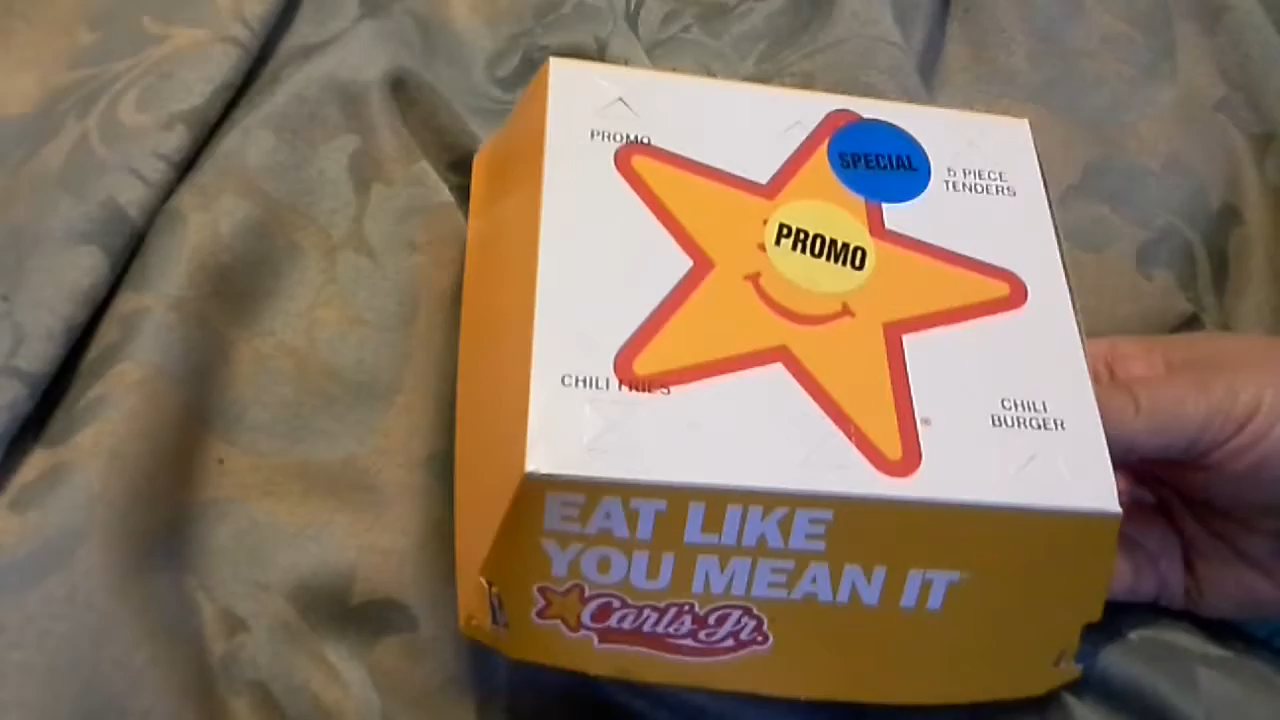 PROMO
SPECIAL
5 PIECE
TENDERS
PROMO
CHILI FRIES
CHILI
BURGER
®
EAT LIKE
YOU MEAN IT
Carl's Jr.